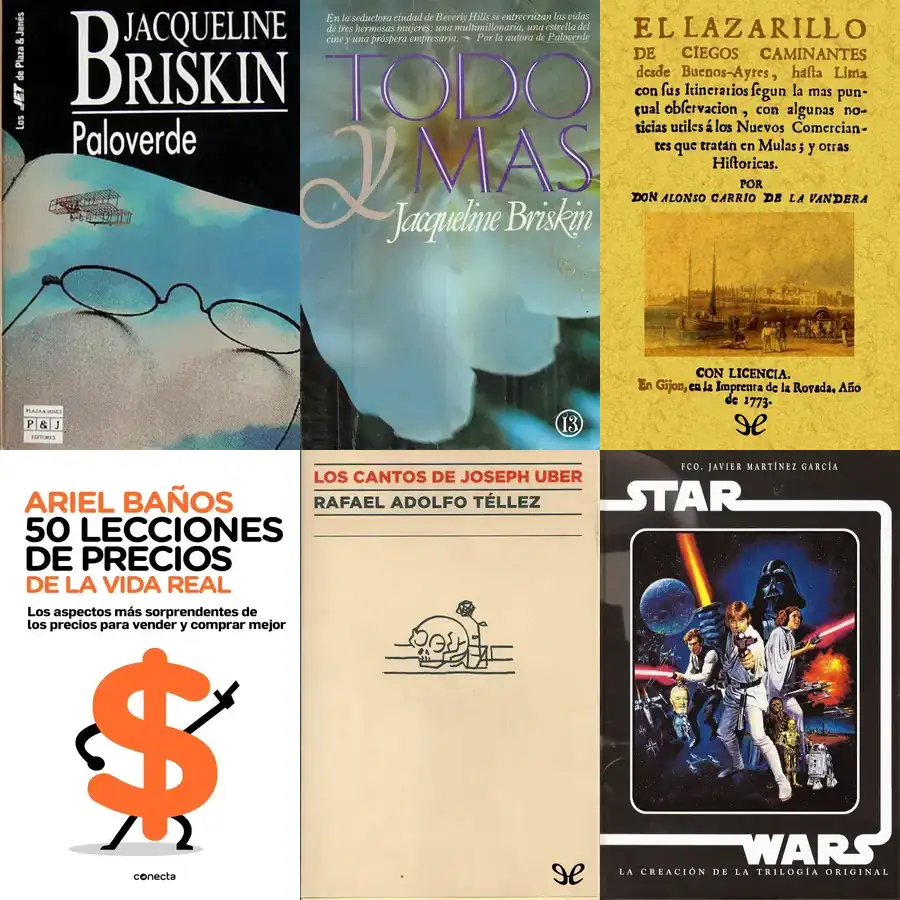 Los JET de Plaza & Janés
JACQUELINE
BRISKIN
Paloverde
PLAZA & JANES
P & J
EDITORES
En la seductora ciudad de Beverly Hills se entrecruzan las vidas
de tres hermosas mujeres: una multimillonaria, una estrella del
cine y una próspera empresaria. Por la autora de Paloverde
TODO
Y MAS
Jacqueline Briskin
13
EL LAZARILLO
DE CIEGOS CAMINANTES
desde Buenos-Ayres, hasta Lima
con sus Itinerarios segun la mas pun-
tual observacion, con algunas no-
ticias utiles á los Nuevos Comercian-
tes que tratan en Mulas; y otras
Historicas.
POR
DON ALONSO CARRIO DE LA VANDERA
CON LICENCIA.
En Gijon, en la Imprenta de la Rovada, Año
de 1773.
ARIEL BAÑOS
50 LECCIONES
DE PRECIOS
DE LA VIDA REAL
Los aspectos más sorprendentes de
los precios para vender y comprar mejor
$
conecta
LOS CANTOS DE JOSEPH UBER
RAFAEL ADOLFO TÉLLEZ
FCO. JAVIER MARTÍNEZ GARCÍA
STAR
WARS
LA CREACIÓN DE LA TRILOGÍA ORIGINAL